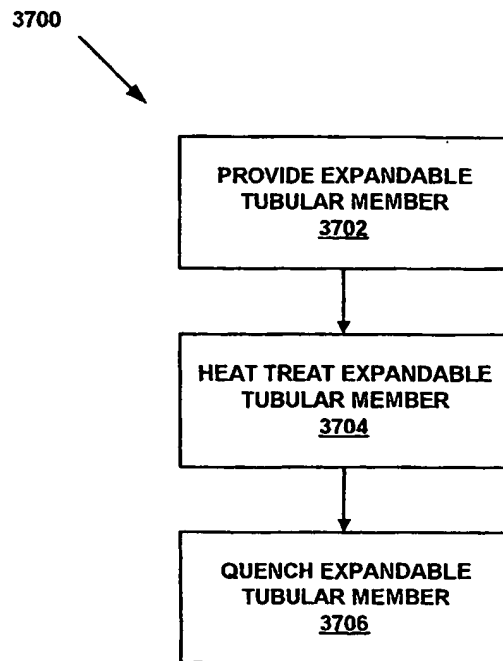 3700
PROVIDE EXPANDABLE
TUBULAR MEMBER
3702
HEAT TREAT EXPANDABLE
TUBULAR MEMBER
3704
QUENCH EXPANDABLE
TUBULAR MEMBER
3706